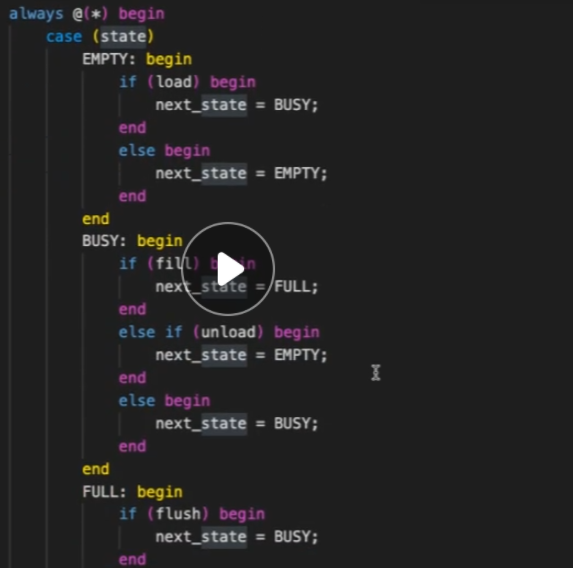 always @(*) begin
case (state)
EMPTY: begin
if (load) begin
next_state = BUSY;
end
else begin
next_state = EMPTY;
end
end
BUSY: begin
if (fill) begin
next_state = FULL;
end
else if (unload) begin
next_state = EMPTY;
end
else begin
next_state = BUSY;
end
end
FULL: begin
if (flush) begin
next_state = BUSY;
end